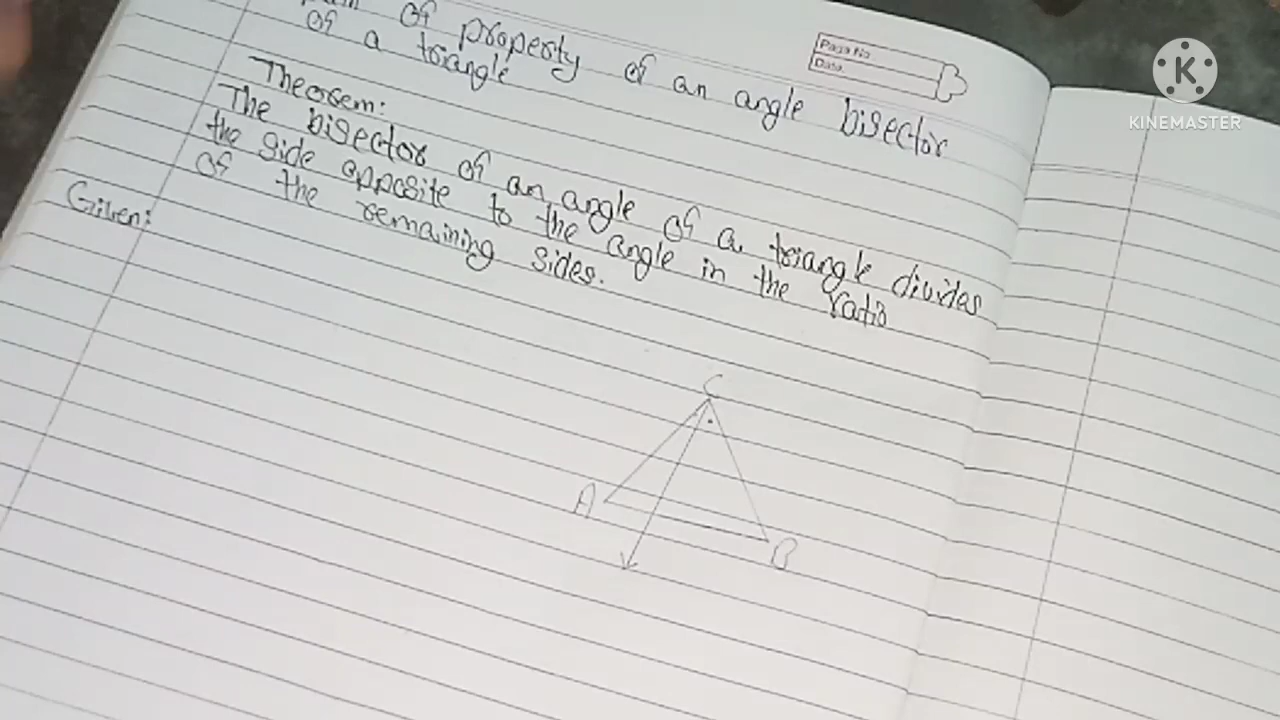 of property of an angle bisector
of a triangle
Page No.
Date.
KINEMASTER
Theorem:
The bisector of an angle of a triangle divides
the side opposite to the angle in the ratio
of the remaining sides.
Given:
C
A
B